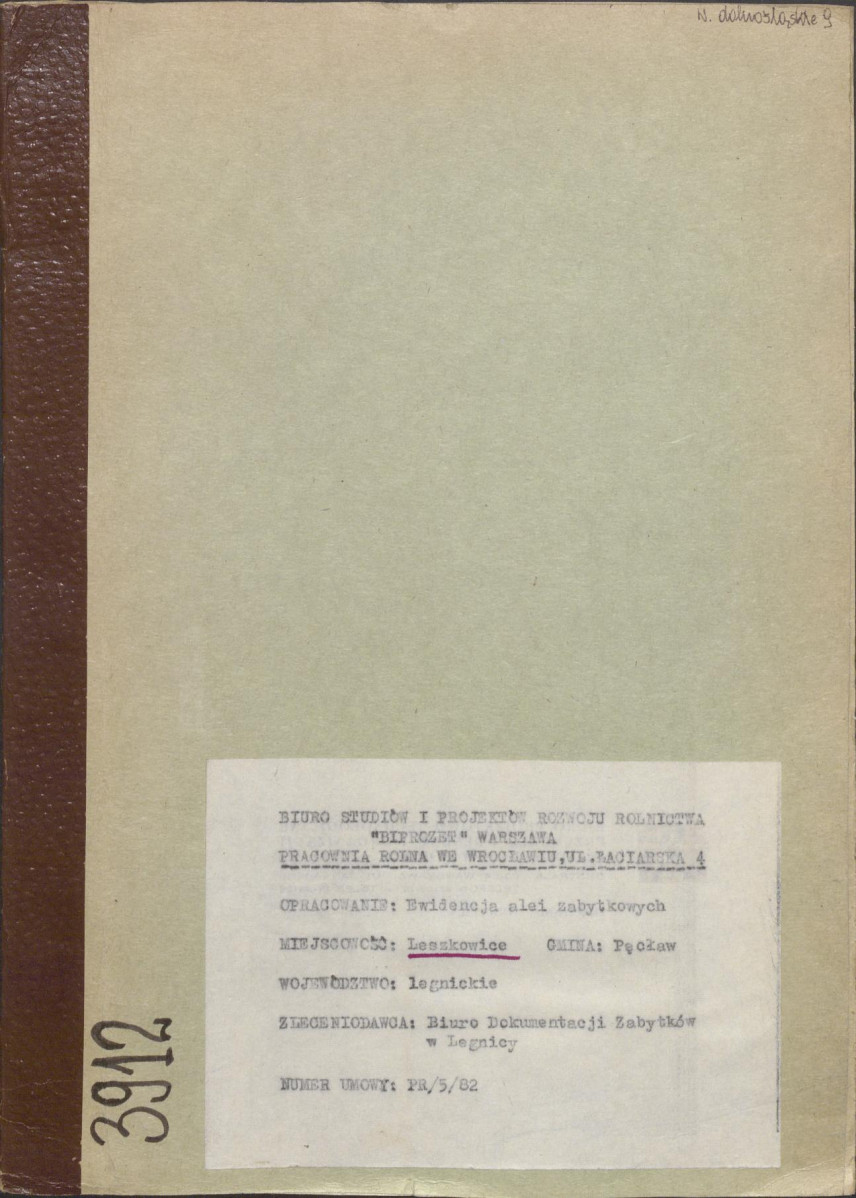 W. dolnośląskie 9
BIURO STUDIÓW I PROJEKTÓW ROZWOJU ROLNICTWA
"BIPROZET" WARSZAWA
PRACOWNIA ROLNA WE WROCŁAWIU,UL.ŁACIARSKA 4
OPRACOWANIE: Ewidencja alei zabytkowych
MIEJSCOWOŚĆ: Leszkowice GMINA: Pęcław
WOJEWÓDZTWO: legnickie
ZLECENIODAWCA: Biuro Dokumentacji Zabytków
w Legnicy
NUMER UMOWY: PR/5/82
3912